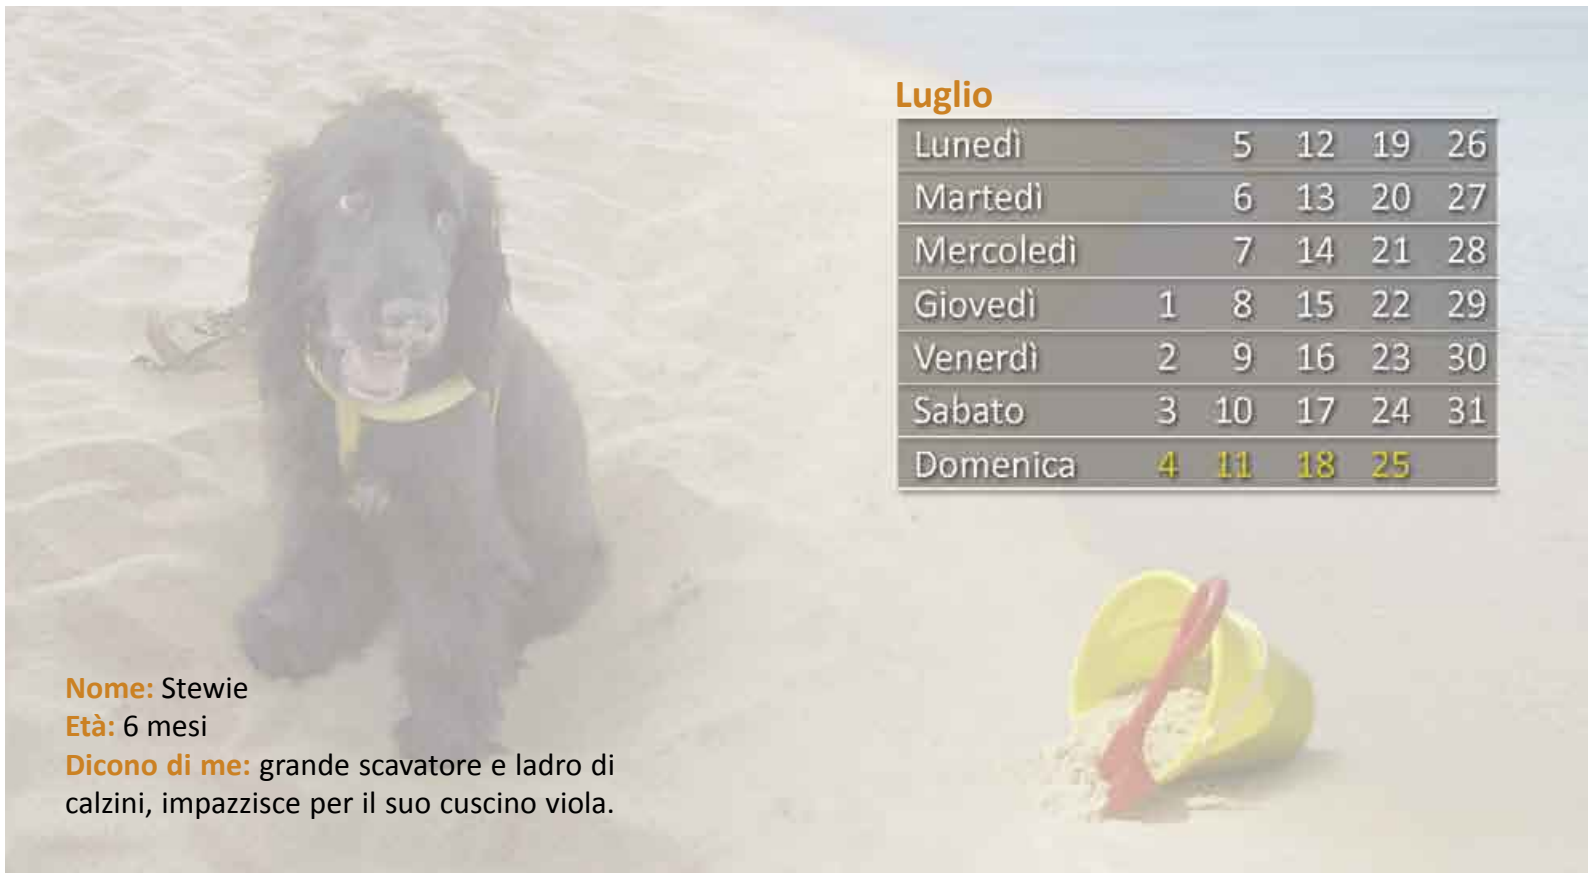 Luglio
Lunedì 5 12 19 26
Martedì 6 13 20 27
Mercoledì 7 14 21 28
Giovedì 1 8 15 22 29
Venerdì 2 9 16 23 30
Sabato 3 10 17 24 31
Domenica 4 11 18 25
Nome: Stewie
Età: 6 mesi
Dicono di me: grande scavatore e ladro di
calzini, impazzisce per il suo cuscino viola.